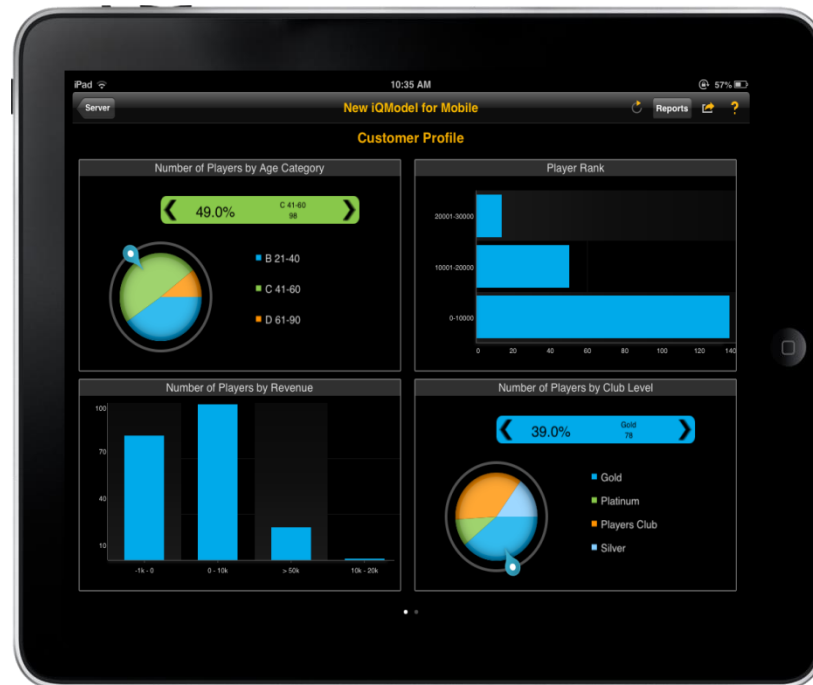 iPad 10:35 AM 57%
Server New iQModel for Mobile Reports ?
Customer Profile
Number of Players by Age Category
49.0% C 41-60
98
B 21-40
C 41-60
D 61-90
Player Rank
20001-30000
10001-20000
0-10000
0 20 40 60 80 100 120 140
Number of Players by Revenue
100
70
40
10
-1k - 0 0 - 10k > 50k 10k - 20k
Number of Players by Club Level
39.0% Gold
78
Gold
Platinum
Players Club
Silver